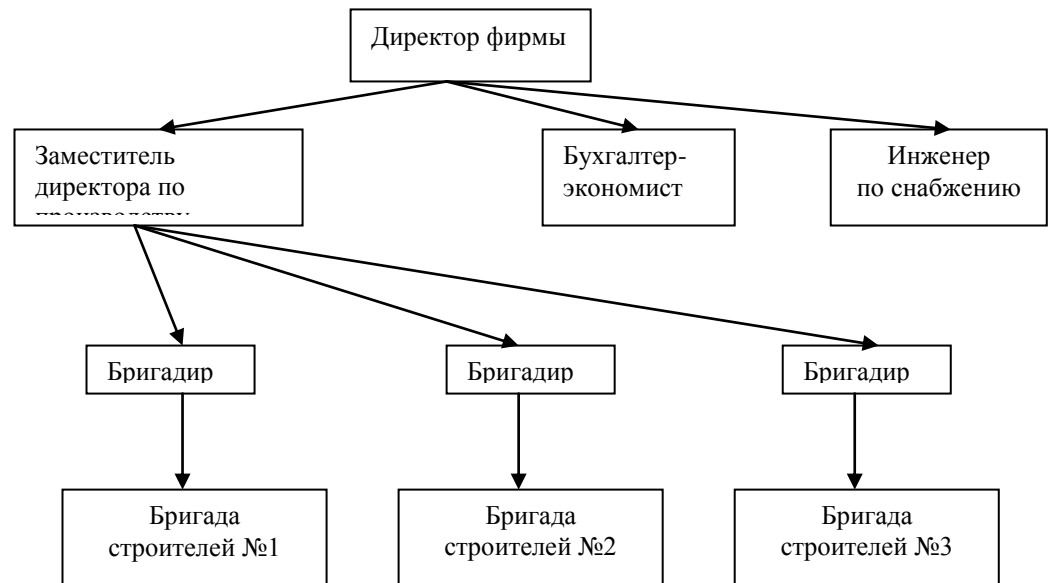 Директор фирмы
Заместитель
директора по
производству
Бухгалтер-
экономист
Инженер
по снабжению
Бригадир
Бригадир
Бригадир
Бригада
строителей №1
Бригада
строителей №2
Бригада
строителей №3